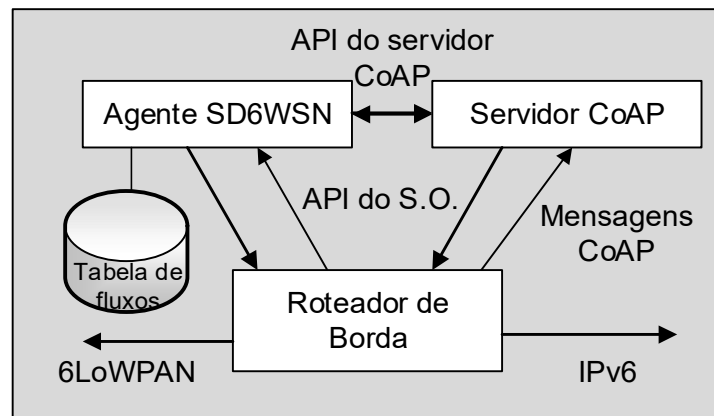 API do servidor
CoAP
Agente SD6WSN
Servidor CoAP
API do S.O.
Mensagens
CoAP
Tabela de
fluxos
Roteador de
Borda
6LoWPAN
IPv6